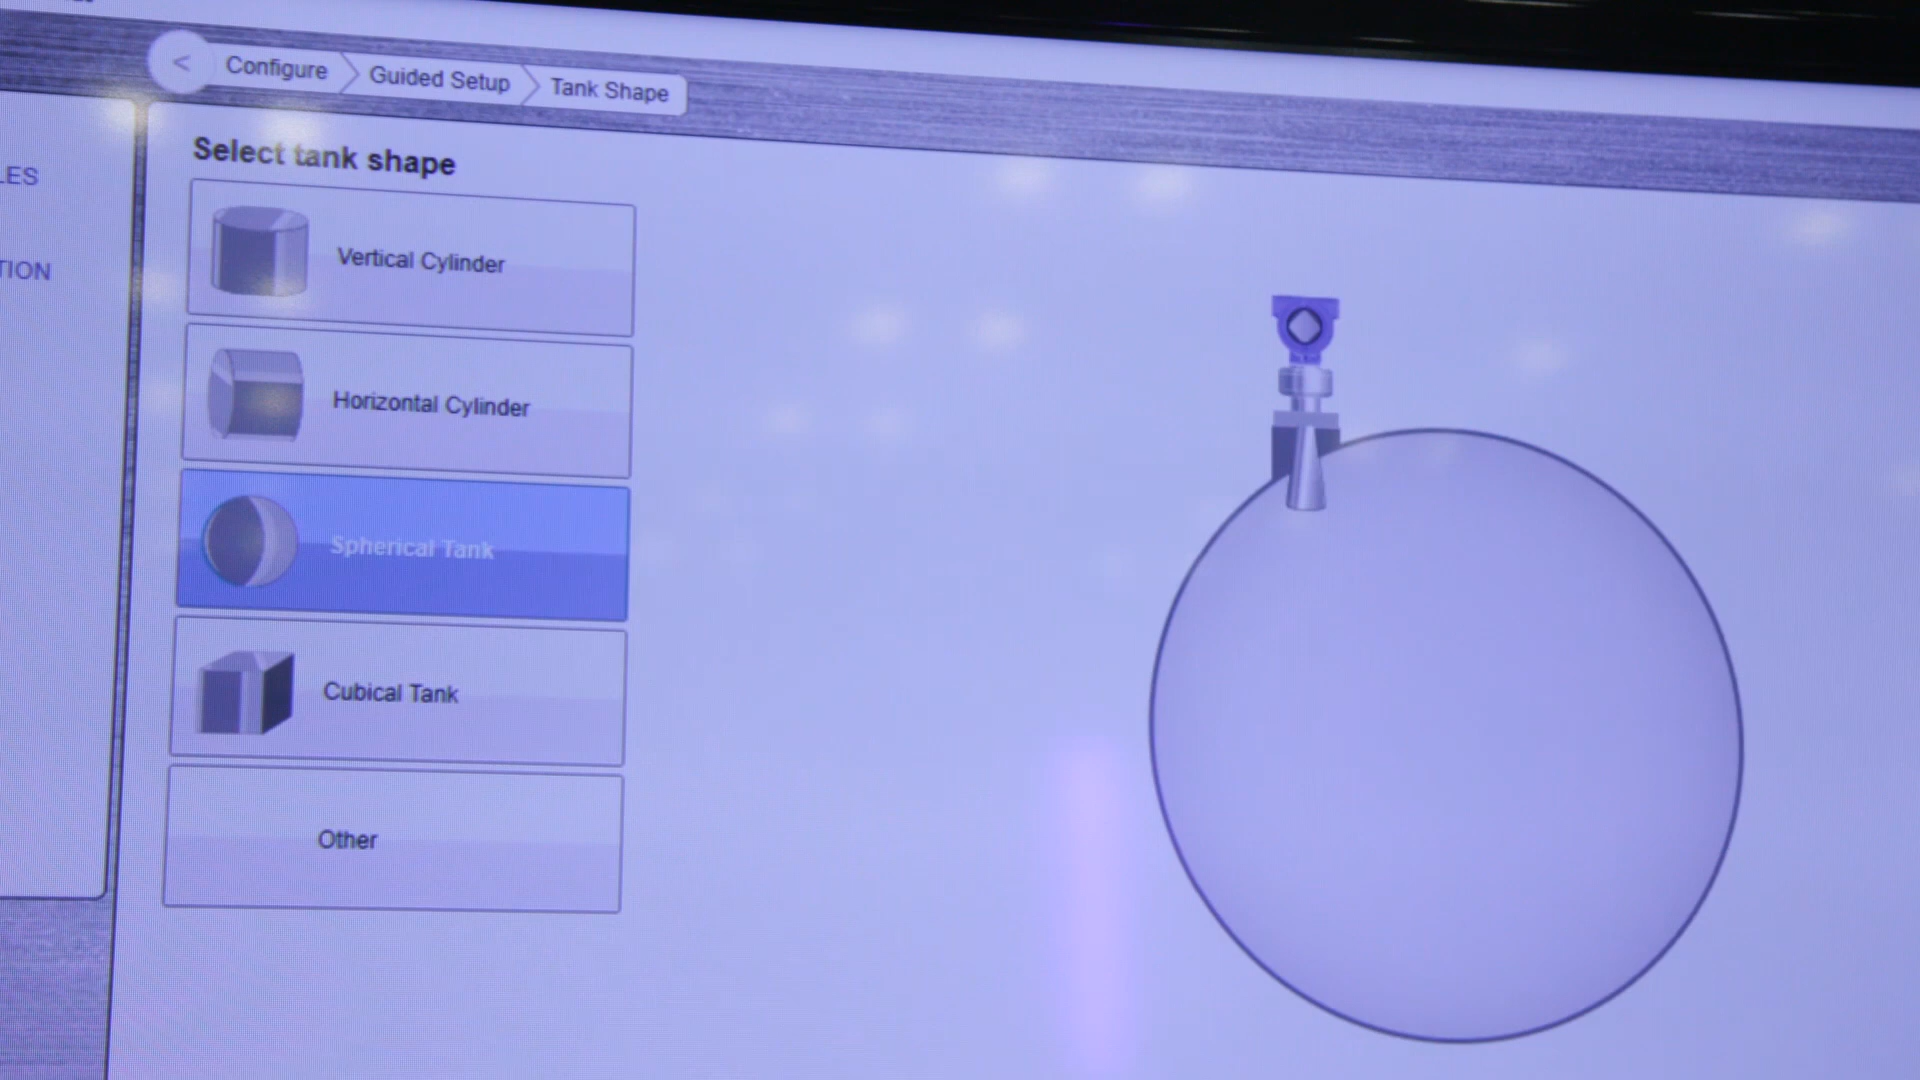 < Configure Guided Setup Tank Shape
LES
TION
Select tank shape
Vertical Cylinder
Horizontal Cylinder
Spherical Tank
Cubical Tank
Other